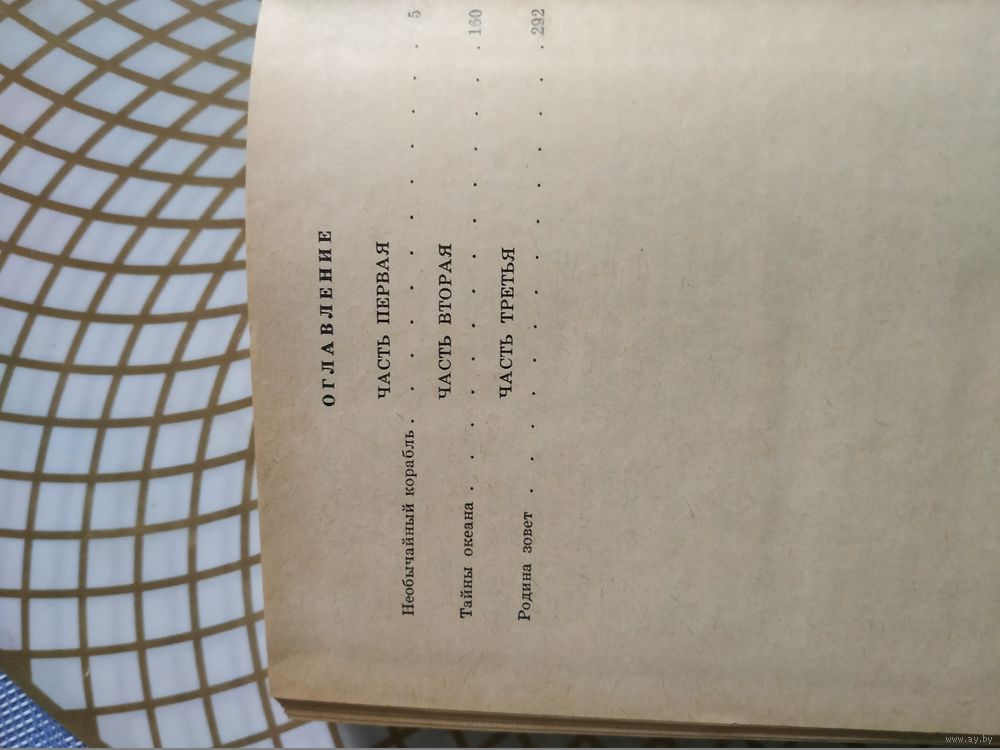 ОГЛАВЛЕНИЕ
ЧАСТЬ ПЕРВАЯ
Необычайный корабль . . . . . . . . . . . . 5
ЧАСТЬ ВТОРАЯ
Тайны океана . . . . . . . . . . . . . . 160
ЧАСТЬ ТРЕТЬЯ
Родина зовет . . . . . . . . . . . . . . 292
www.ay.by